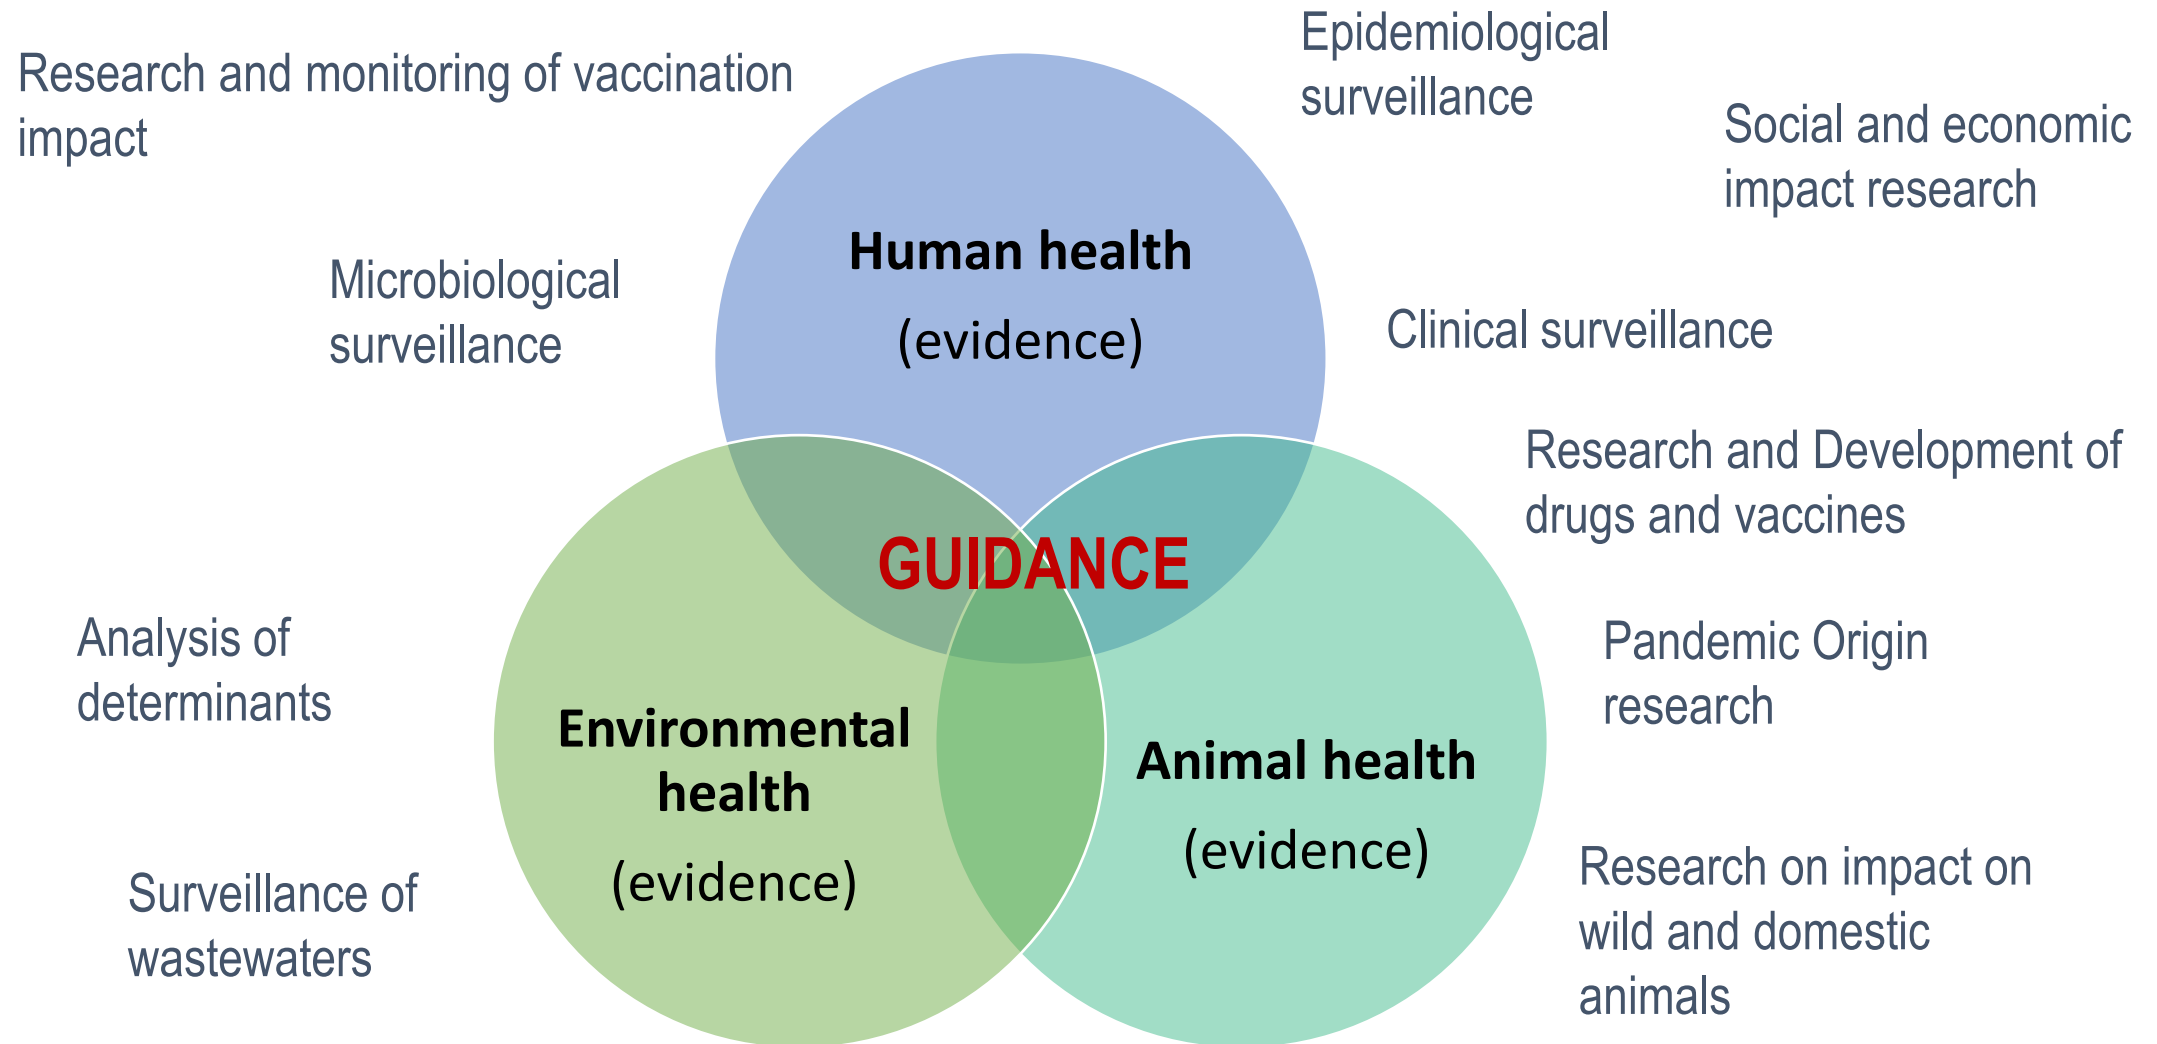 Research and monitoring of vaccination
impact
Epidemiological
surveillance
Social and economic
impact research
Microbiological
surveillance
Human health
(evidence)
Clinical surveillance
Research and Development of
drugs and vaccines
GUIDANCE
Analysis of
determinants
Pandemic Origin
research
Environmental
health
(evidence)
Animal health
(evidence)
Surveillance of
wastewaters
Research on impact on
wild and domestic
animals